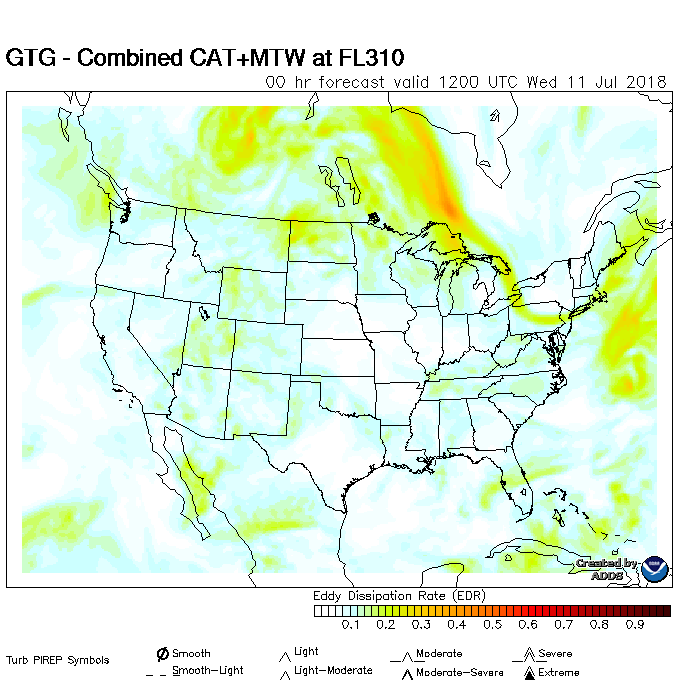 GTG - Combined CAT+MTW at FL310
00 hr forecast valid 1200 UTC Wed 11 Jul 2018
Created by
ADDS
Eddy Dissipation Rate (EDR)
0.1 0.2 0.3 0.4 0.5 0.6 0.7 0.8 0.9
Turb PIREP Symbols
Smooth
Light
Moderate
Severe
Smooth-Light
Light-Moderate
Moderate-Severe
Extreme